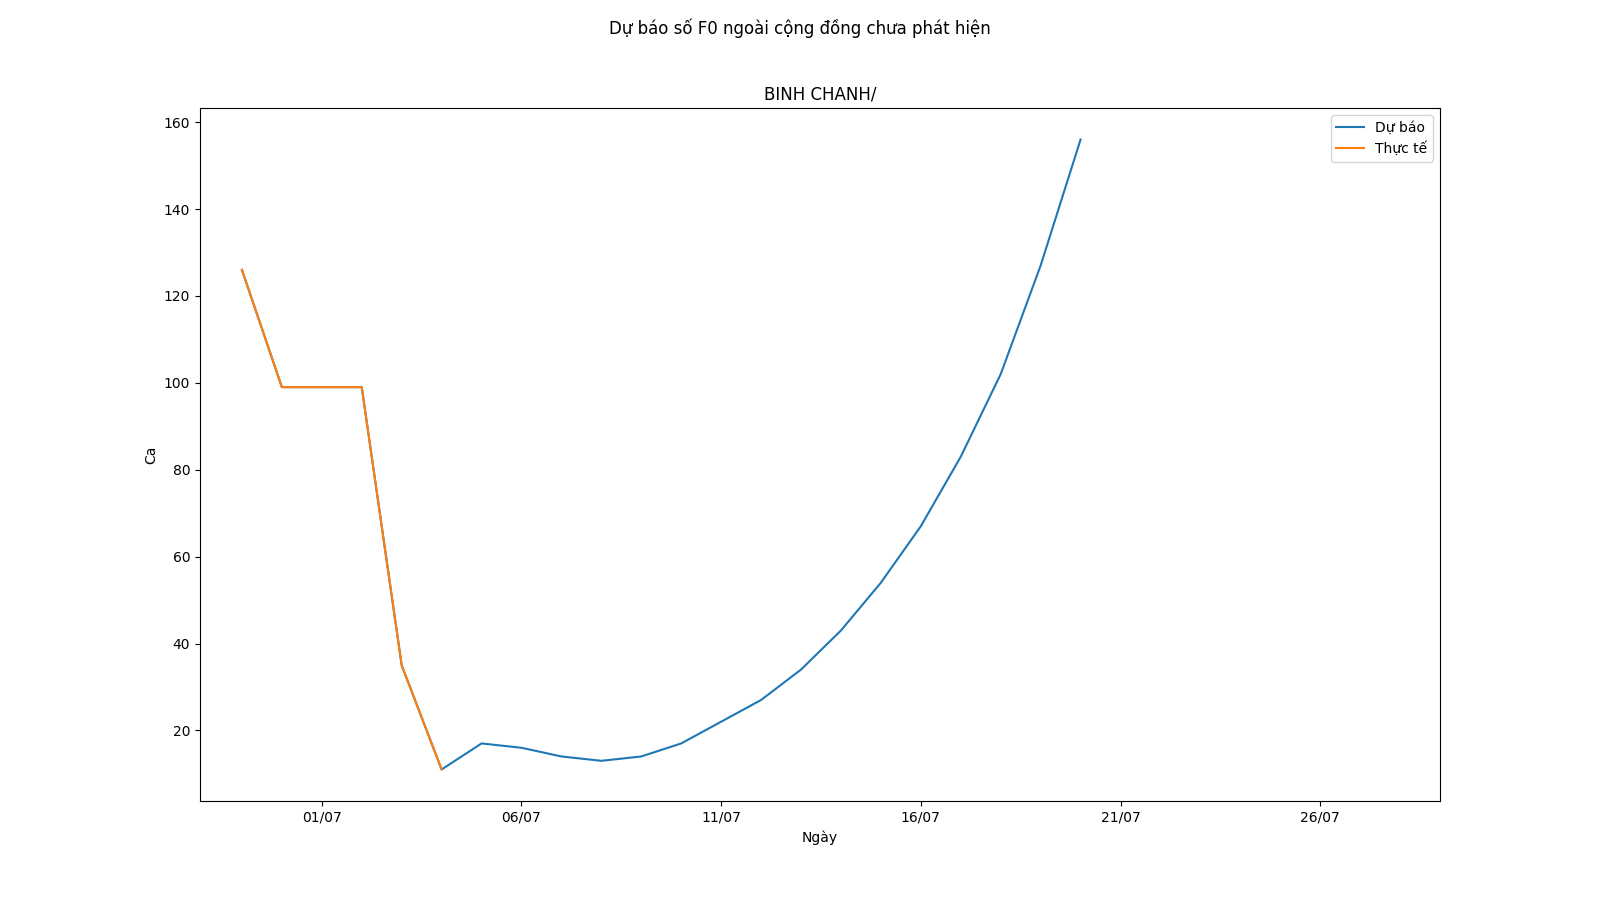 Dự báo số F0 ngoài cộng đồng chưa phát hiện
BINH CHANH/
160
140
120
100
80
60
40
20
Ca
Dự báo
Thực tế
01/07 06/07 11/07 16/07 21/07 26/07
Ngày